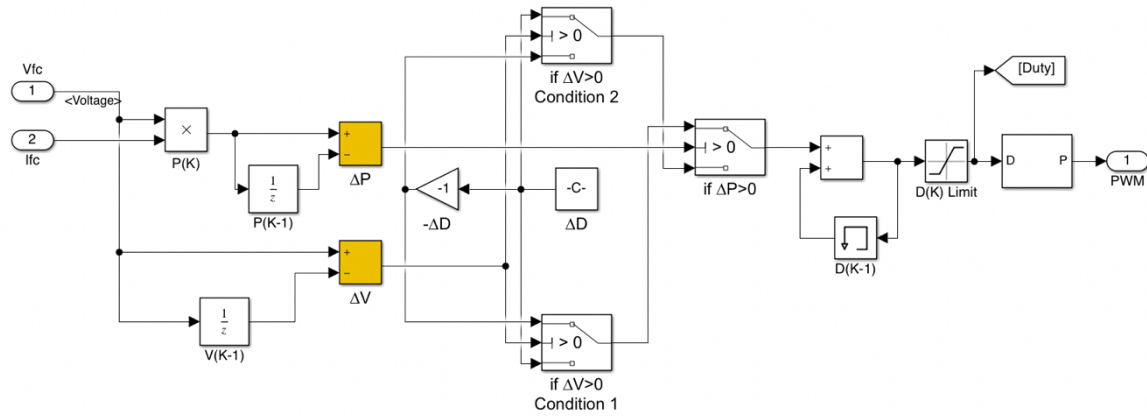 Vfc
1
<Voltage>
2
Ifc
×
P(K)
1
z
P(K-1)
+
−
ΔP
+
−
ΔV
1
z
V(K-1)
> 0
if ΔV>0
Condition 2
-1
-ΔD
-C-
ΔD
> 0
if ΔV>0
Condition 1
> 0
if ΔP>0
+
+
D(K-1)
D(K) Limit
[Duty]
D
P
1
PWM